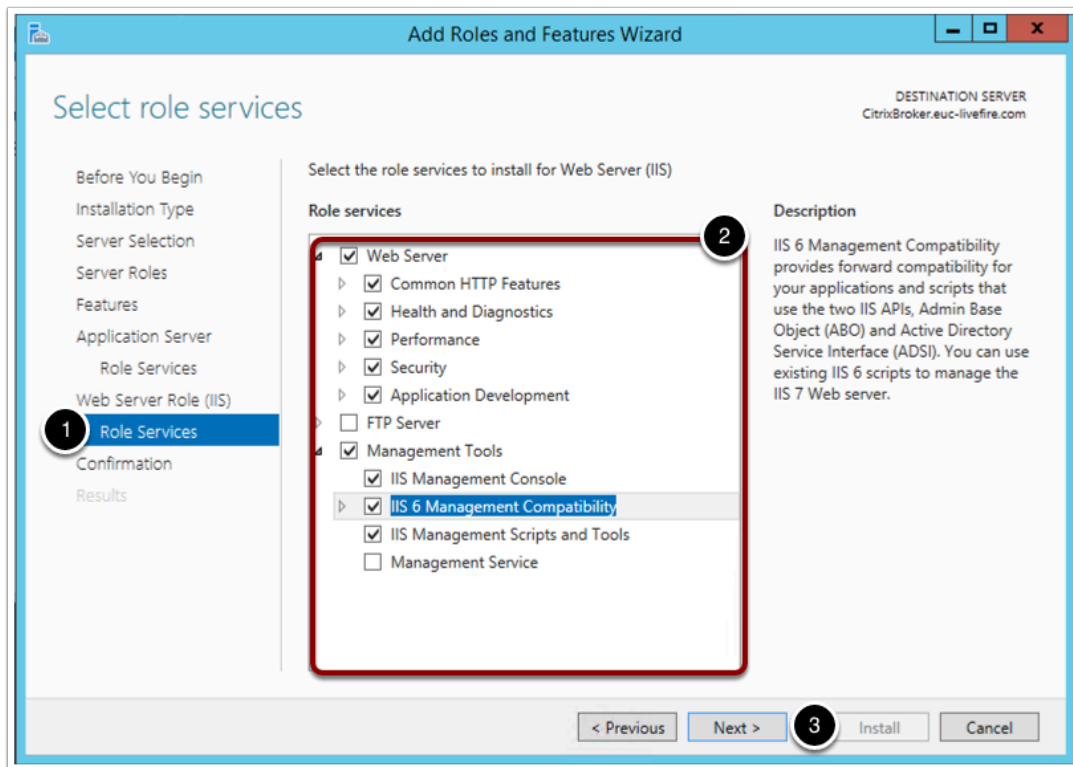 Add Roles and Features Wizard
Select role services
DESTINATION SERVER
CitrixBroker.euc-livefire.com
Before You Begin
Installation Type
Server Selection
Server Roles
Features
Application Server
Role Services
Web Server Role (IIS)
1
Role Services
Confirmation
Results
Select the role services to install for Web Server (IIS)
Role services
2
Web Server
Common HTTP Features
Health and Diagnostics
Performance
Security
Application Development
FTP Server
Management Tools
IIS Management Console
IIS 6 Management Compatibility
IIS Management Scripts and Tools
Management Service
Description
IIS 6 Management Compatibility
provides forward compatibility for
your applications and scripts that
use the two IIS APIs, Admin Base
Object (ABO) and Active Directory
Service Interface (ADSI). You can use
existing IIS 6 scripts to manage the
IIS 7 Web server.
< Previous
Next >
3
Install
Cancel